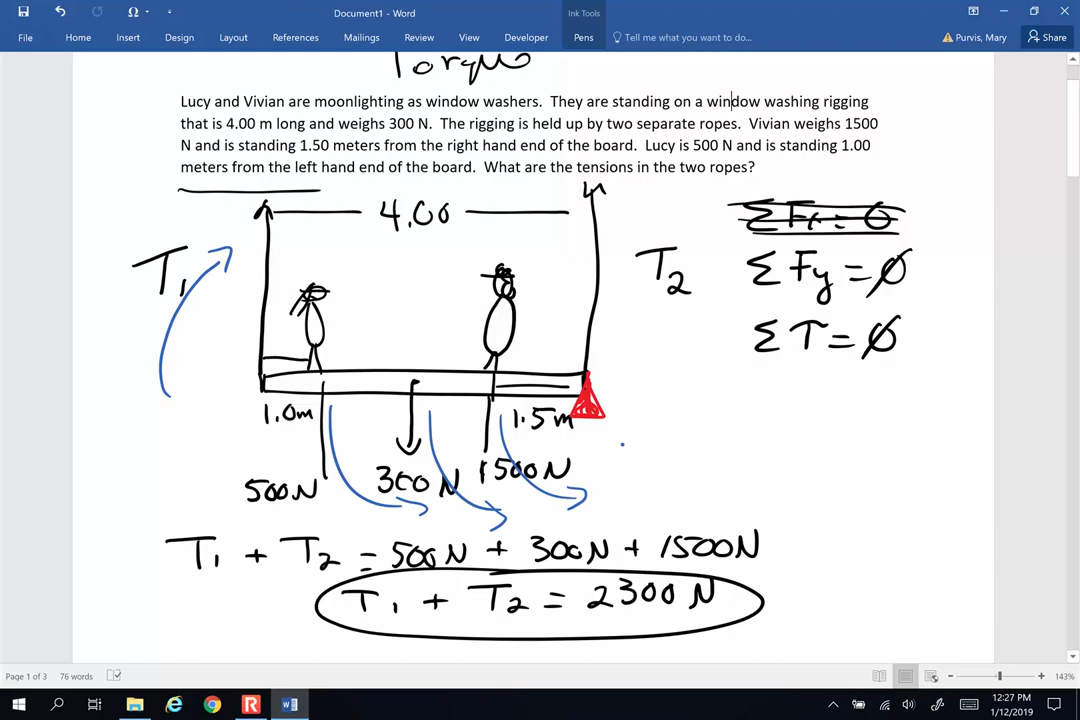 Document1 - Word
Ink Tools
File Home Insert Design Layout References Mailings Review View Developer Pens Tell me what you want to do... Purvis, Mary Share
Torque
Lucy and Vivian are moonlighting as window washers. They are standing on a window washing rigging
that is 4.00 m long and weighs 300 N. The rigging is held up by two separate ropes. Vivian weighs 1500
N and is standing 1.50 meters from the right hand end of the board. Lucy is 500 N and is standing 1.00
meters from the left hand end of the board. What are the tensions in the two ropes?
4.00
ΣFx = 0
T1
T2
ΣFy = 0
Στ = 0
1.0m
1.5m
500N
300 N
1500N
T1 + T2 = 500N + 300N + 1500N
T1 + T2 = 2300 N
Page 1 of 3 76 words
143%
12:27 PM
1/12/2019